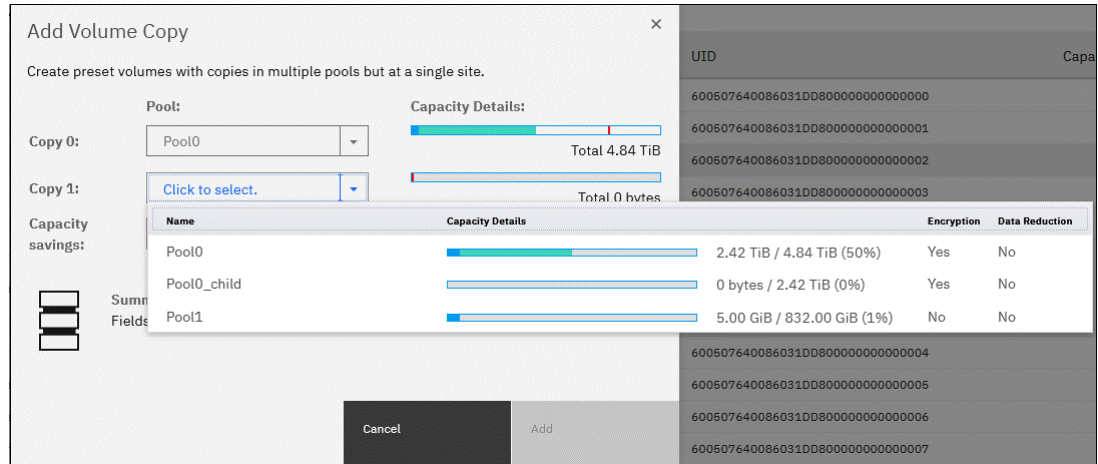 Add Volume Copy
×
Create preset volumes with copies in multiple pools but at a single site.
Pool:
Capacity Details:
Copy 0:
Pool0
Total 4.84 TiB
Copy 1:
Click to select.
Total 0 bytes
Capacity
savings:
Name Capacity Details Encryption Data Reduction
Pool0 2.42 TiB / 4.84 TiB (50%) Yes No
Pool0_child 0 bytes / 2.42 TiB (0%) Yes No
Pool1 5.00 GiB / 832.00 GiB (1%) No No
Summ
Fields
Cancel
Add
UID Capa
600507640086031DD800000000000000
600507640086031DD800000000000001
600507640086031DD800000000000002
600507640086031DD800000000000003
600507640086031DD800000000000004
600507640086031DD800000000000005
600507640086031DD800000000000006
600507640086031DD800000000000007